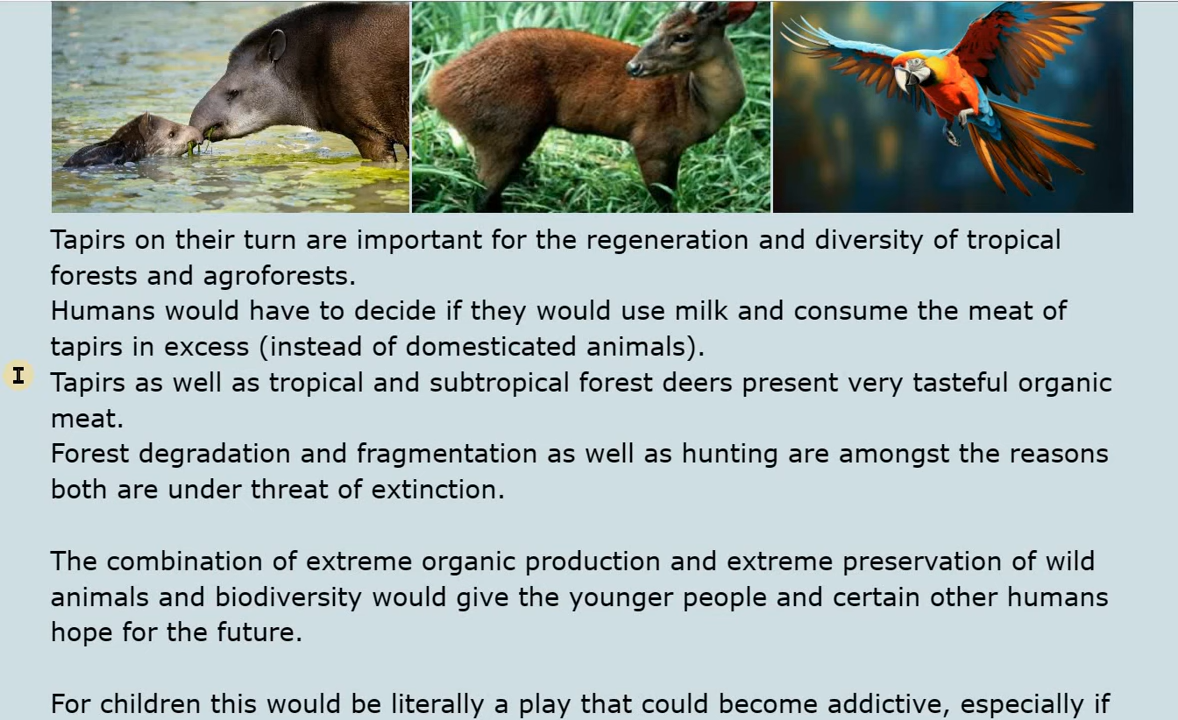 Tapirs on their turn are important for the regeneration and diversity of tropical
forests and agroforests.
Humans would have to decide if they would use milk and consume the meat of
tapirs in excess (instead of domesticated animals).
Tapirs as well as tropical and subtropical forest deers present very tasteful organic
meat.
Forest degradation and fragmentation as well as hunting are amongst the reasons
both are under threat of extinction.
The combination of extreme organic production and extreme preservation of wild
animals and biodiversity would give the younger people and certain other humans
hope for the future.
For children this would be literally a play that could become addictive, especially if